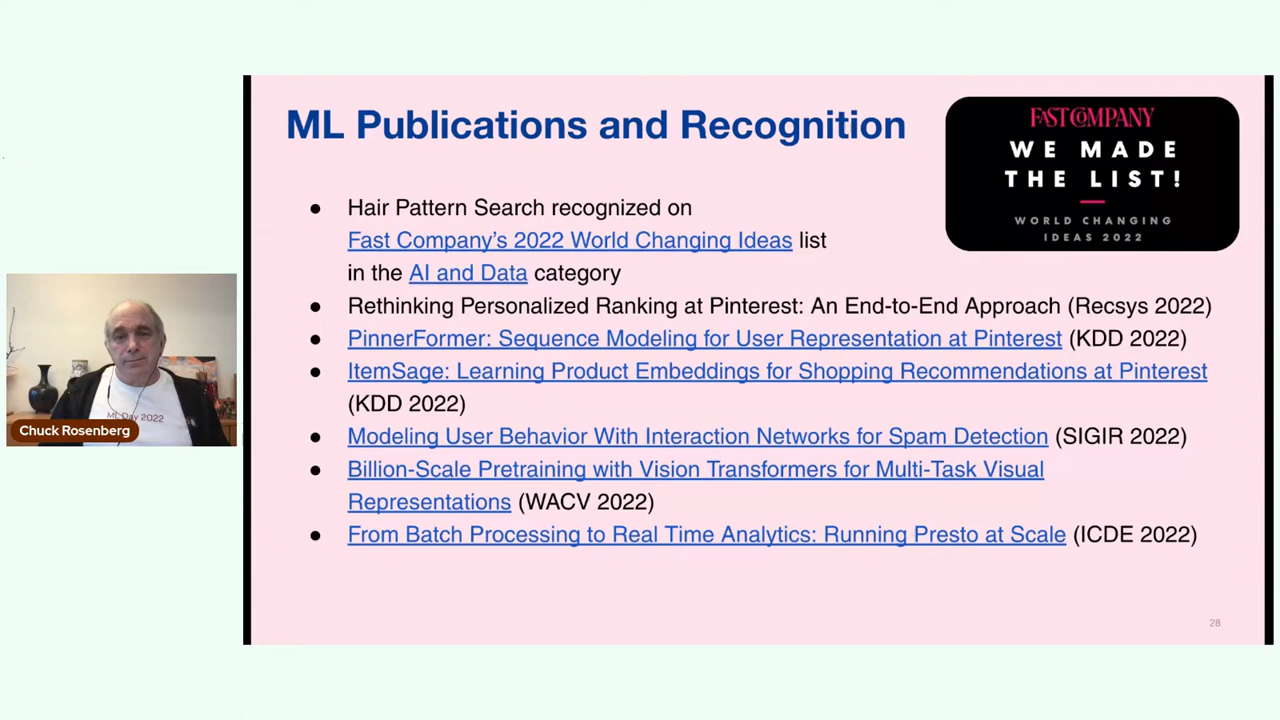 ML Publications and Recognition
FAST COMPANY
WE MADE
THE LIST!
WORLD CHANGING
IDEAS 2022
● Hair Pattern Search recognized on
Fast Company’s 2022 World Changing Ideas list
in the AI and Data category
● Rethinking Personalized Ranking at Pinterest: An End-to-End Approach (Recsys 2022)
● PinnerFormer: Sequence Modeling for User Representation at Pinterest (KDD 2022)
● ItemSage: Learning Product Embeddings for Shopping Recommendations at Pinterest
(KDD 2022)
● Modeling User Behavior With Interaction Networks for Spam Detection (SIGIR 2022)
● Billion-Scale Pretraining with Vision Transformers for Multi-Task Visual
Representations (WACV 2022)
● From Batch Processing to Real Time Analytics: Running Presto at Scale (ICDE 2022)
28
ML Day 2022
Chuck Rosenberg